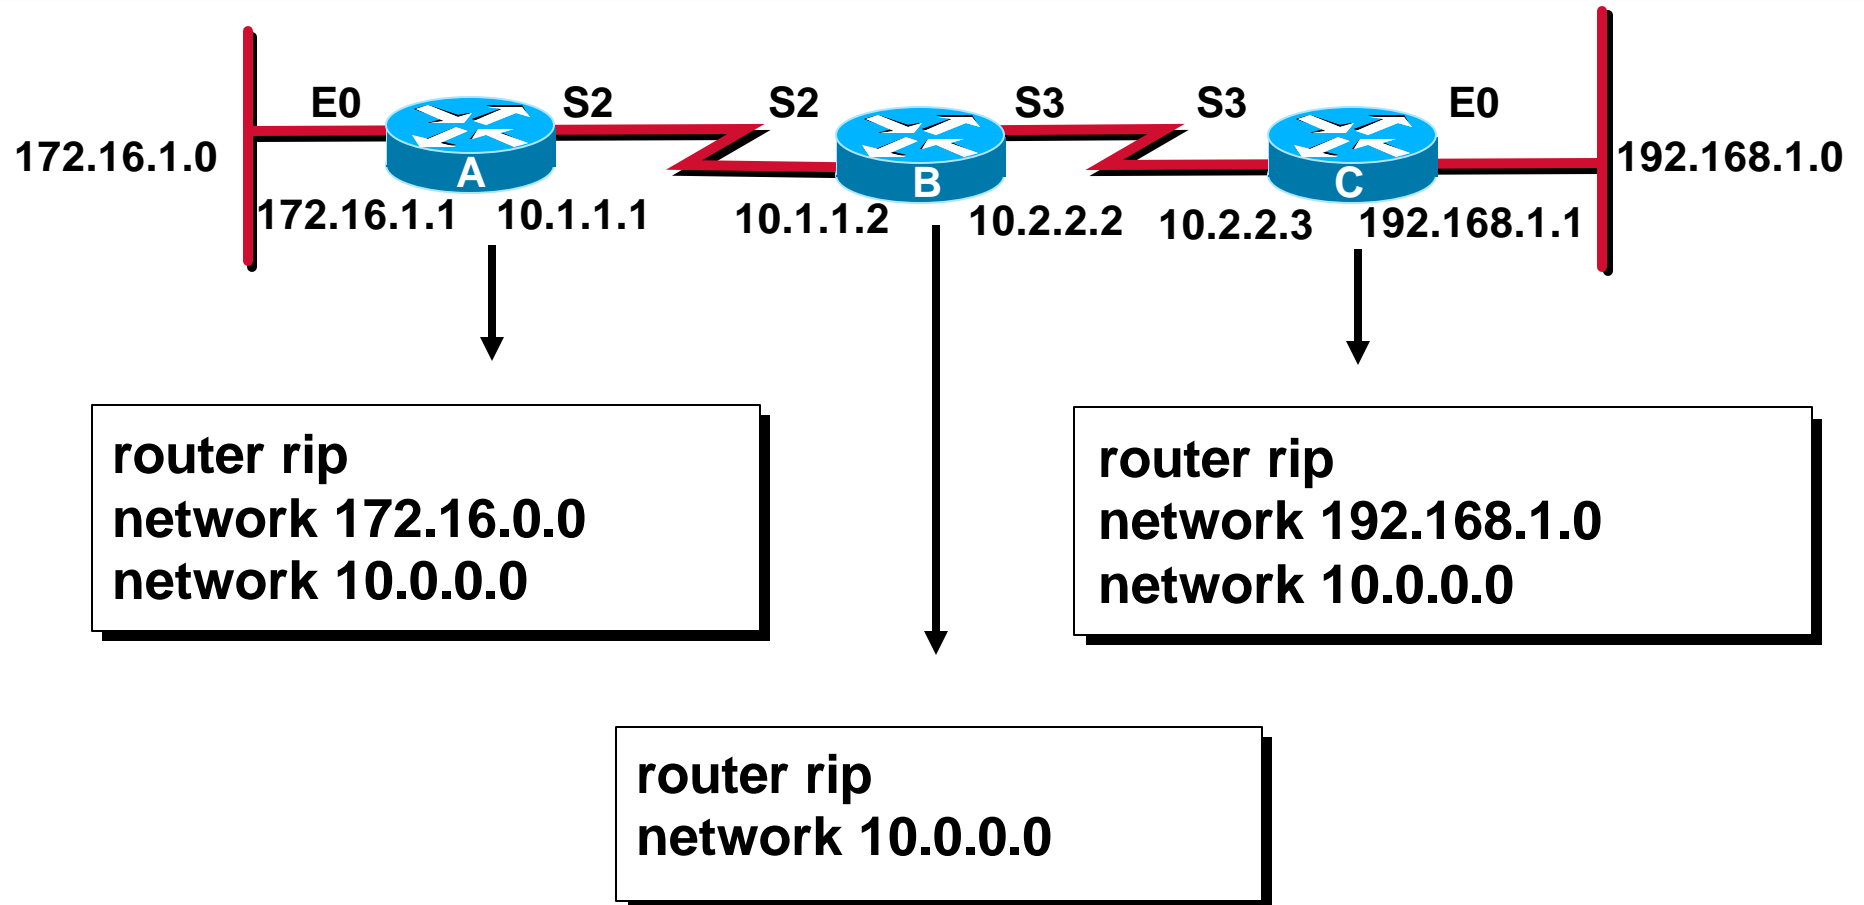 E0
S2
S2
S3
S3
E0
172.16.1.0
A
B
C
192.168.1.0
172.16.1.1
10.1.1.1
10.1.1.2
10.2.2.2
10.2.2.3
192.168.1.1
router rip
network 172.16.0.0
network 10.0.0.0
router rip
network 192.168.1.0
network 10.0.0.0
router rip
network 10.0.0.0